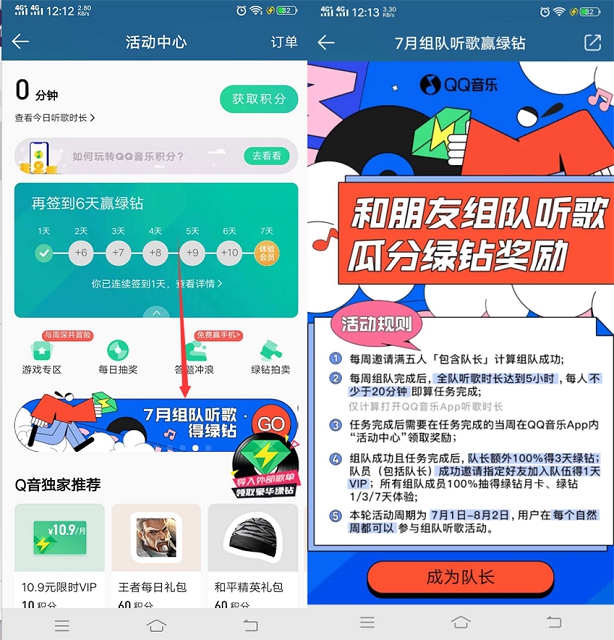 4G 4G 12:12 2.80 KB/s 32
活动中心
订单
0 分钟
查看今日听歌时长
获取积分
如何玩转QQ音乐积分?
去看看
再签到6天赢绿钻
1天 2天 3天 4天 5天 6天 7天
+6 +7 +8 +9 +10 体验会员
你已连续签到1天,查看详情
与周深共冒险
免费赢手机>
游戏专区 每日抽奖 答题冲浪 绿钻拍卖
7月组队听歌
得绿钻
GO
导入外部歌单
领取豪华绿钻
Q音独家推荐
¥10.9/月
10.9元限时VIP 王者每日礼包 和平精英礼包
10积分 60积分 60积分
4G 4G 12:13 3.30 KB/s 32
7月组队听歌赢绿钻
QQ音乐
和朋友组队听歌
瓜分绿钻奖励
活动规则
1 每周邀请满五人「包含队长」计算组队成功;
2 每周组队完成后,全队听歌时长达到5小时,每人不
少于20分钟 即算任务完成;
仅计算打开QQ音乐App听歌时长
3 任务完成后需要在任务完成的当周在QQ音乐App内
“活动中心”领取奖励;
4 组队成功且任务完成后,队长额外100%得3天绿钻;
队员(包括队长)成功邀请指定好友加入队伍得1天
VIP;所有组队成员100%抽得绿钻月卡、绿钻
1/3/7天体验;
5 本轮活动周期为 7月1日-8月2日,用户在 每个自然
周都可以 参与组队听歌活动。
成为队长